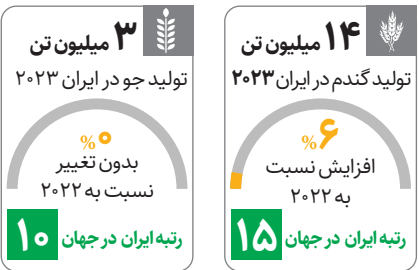 ۱۴ میلیون تن
تولید گندم در ایران ۲۰۲۳
۶%
افزایش نسبت
به ۲۰۲۲
رتبه ایران در جهان ۱۵
۳ میلیون تن
تولید جو در ایران ۲۰۲۳
۰%
بدون تغییر
نسبت به ۲۰۲۲
رتبه ایران در جهان ۱۰